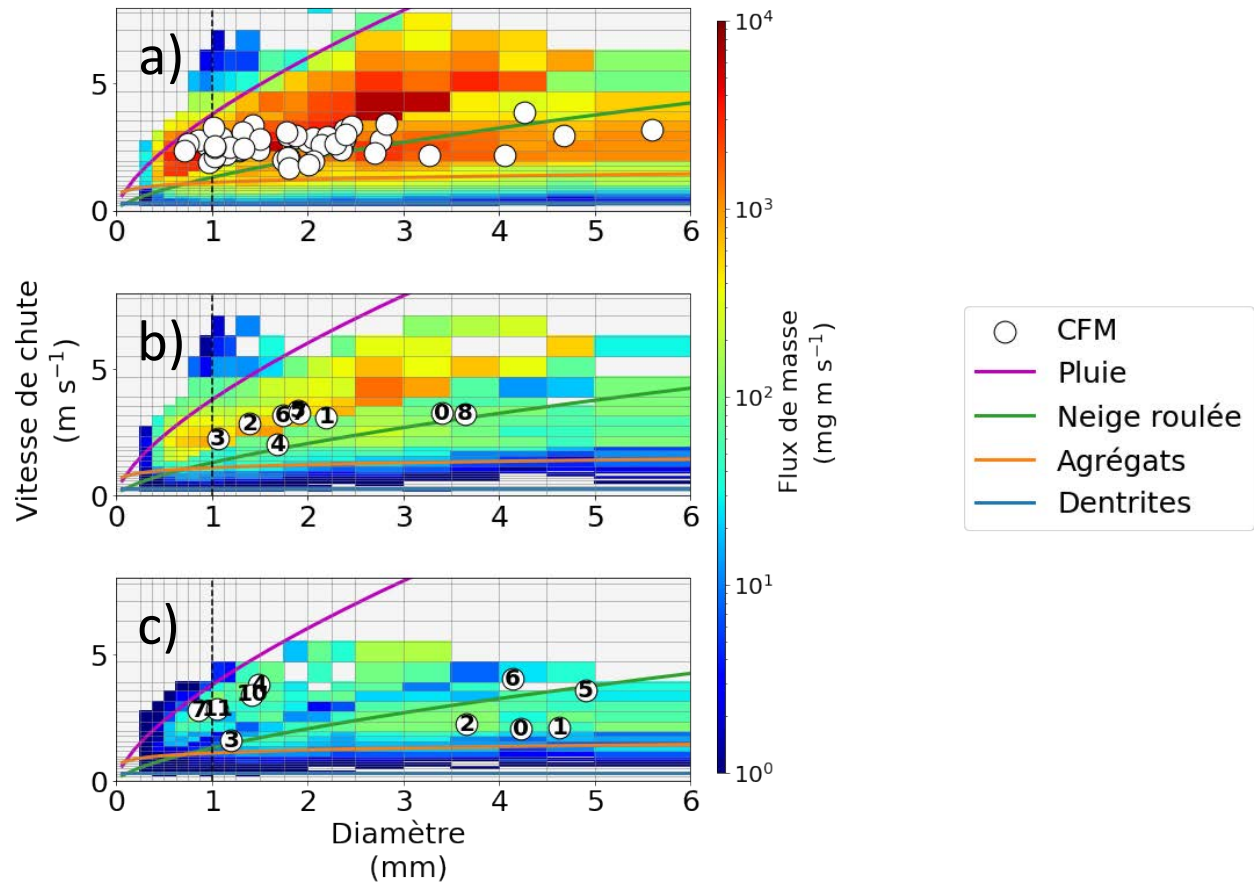 a)
5
0
0 1 2 3 4 5 6
b)
5
0
3 2 6 4 1 0 8
0 1 2 3 4 5 6
c)
5
0
7 11 3 10 4 2 6 0 1 5
0 1 2 3 4 5 6
Vitesse de chute
(m s⁻¹)
Diamètre
(mm)
10⁴
10³
10²
10¹
10⁰
Flux de masse
(mg m s⁻¹)
CFM
Pluie
Neige roulée
Agrégats
Dentrites